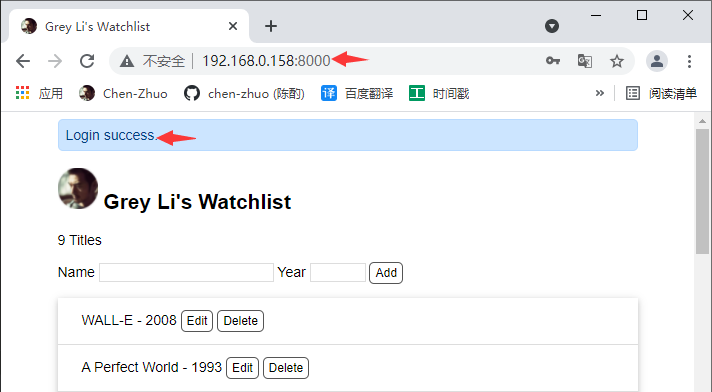 Grey Li's Watchlist
不安全 192.168.0.158:8000
应用 Chen-Zhuo chen-zhuo (陈酌) 译 百度翻译 工 时间戳 » 阅读清单
Login success.
Grey Li's Watchlist
9 Titles
Name Year Add
WALL-E - 2008 Edit Delete
A Perfect World - 1993 Edit Delete